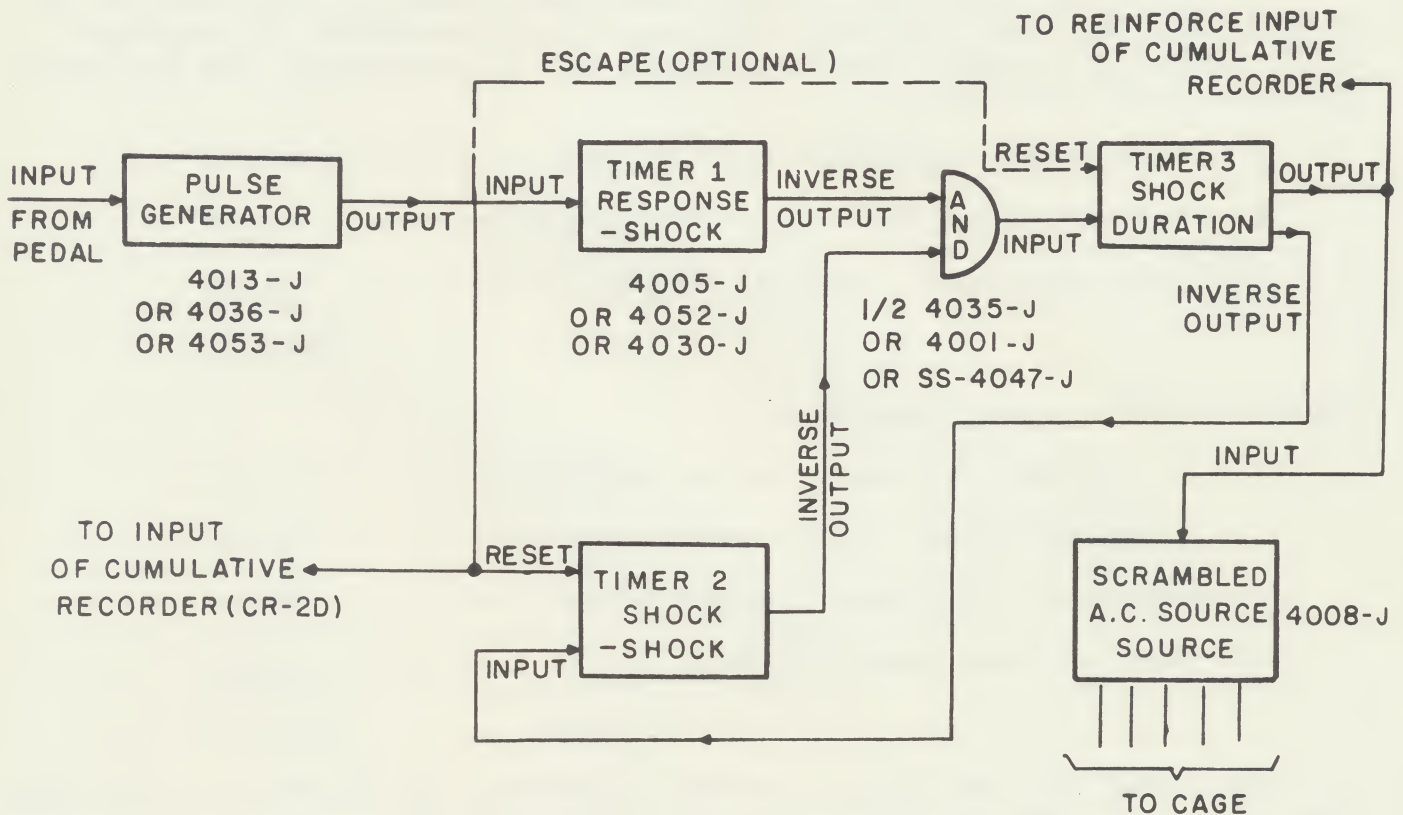 TO REINFORCE INPUT
OF CUMULATIVE
RECORDER
ESCAPE (OPTIONAL)
INPUT
FROM
PEDAL
PULSE
GENERATOR
OUTPUT
4013-J
OR 4036-J
OR 4053-J
INPUT
TIMER 1
RESPONSE
-SHOCK
4005-J
OR 4052-J
OR 4030-J
INVERSE
OUTPUT
AND
1/2 4035-J
OR 4001-J
OR SS-4047-J
RESET
INPUT
TIMER 3
SHOCK
DURATION
OUTPUT
INVERSE
OUTPUT
TO INPUT
OF CUMULATIVE
RECORDER (CR-2D)
RESET
INPUT
TIMER 2
SHOCK
-SHOCK
INVERSE
OUTPUT
INPUT
SCRAMBLED
A.C. SOURCE
SOURCE
4008-J
TO CAGE